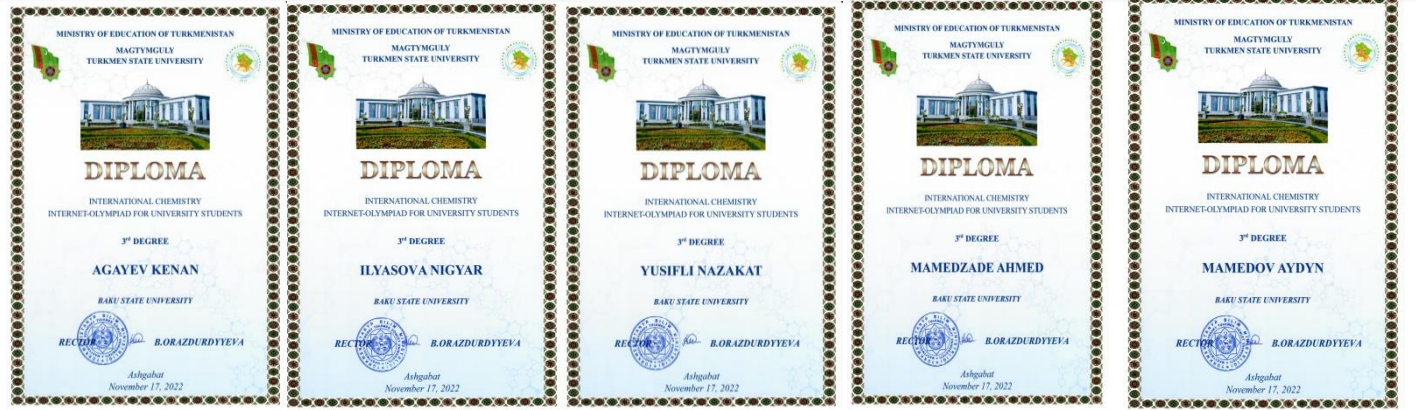 MINISTRY OF EDUCATION OF TURKMENISTAN
MAGTYMGULY
TURKMEN STATE UNIVERSITY
DIPLOMA
INTERNATIONAL CHEMISTRY
INTERNET-OLYMPIAD FOR UNIVERSITY STUDENTS
3rd DEGREE
AGAYEV KENAN
BAKU STATE UNIVERSITY
RECTOR B.ORAZDURDYYEVA
Ashgabat
November 17, 2022
MINISTRY OF EDUCATION OF TURKMENISTAN
MAGTYMGULY
TURKMEN STATE UNIVERSITY
DIPLOMA
INTERNATIONAL CHEMISTRY
INTERNET-OLYMPIAD FOR UNIVERSITY STUDENTS
3rd DEGREE
ILYASOVA NIGYAR
BAKU STATE UNIVERSITY
RECTOR B.ORAZDURDYYEVA
Ashgabat
November 17, 2022
MINISTRY OF EDUCATION OF TURKMENISTAN
MAGTYMGULY
TURKMEN STATE UNIVERSITY
DIPLOMA
INTERNATIONAL CHEMISTRY
INTERNET-OLYMPIAD FOR UNIVERSITY STUDENTS
3rd DEGREE
YUSIFLI NAZAKAT
BAKU STATE UNIVERSITY
RECTOR B.ORAZDURDYYEVA
Ashgabat
November 17, 2022
MINISTRY OF EDUCATION OF TURKMENISTAN
MAGTYMGULY
TURKMEN STATE UNIVERSITY
DIPLOMA
INTERNATIONAL CHEMISTRY
INTERNET-OLYMPIAD FOR UNIVERSITY STUDENTS
3rd DEGREE
MAMEDZADE AHMED
BAKU STATE UNIVERSITY
RECTOR B.ORAZDURDYYEVA
Ashgabat
November 17, 2022
MINISTRY OF EDUCATION OF TURKMENISTAN
MAGTYMGULY
TURKMEN STATE UNIVERSITY
DIPLOMA
INTERNATIONAL CHEMISTRY
INTERNET-OLYMPIAD FOR UNIVERSITY STUDENTS
3rd DEGREE
MAMEDOV AYDYN
BAKU STATE UNIVERSITY
RECTOR B.ORAZDURDYYEVA
Ashgabat
November 17, 2022